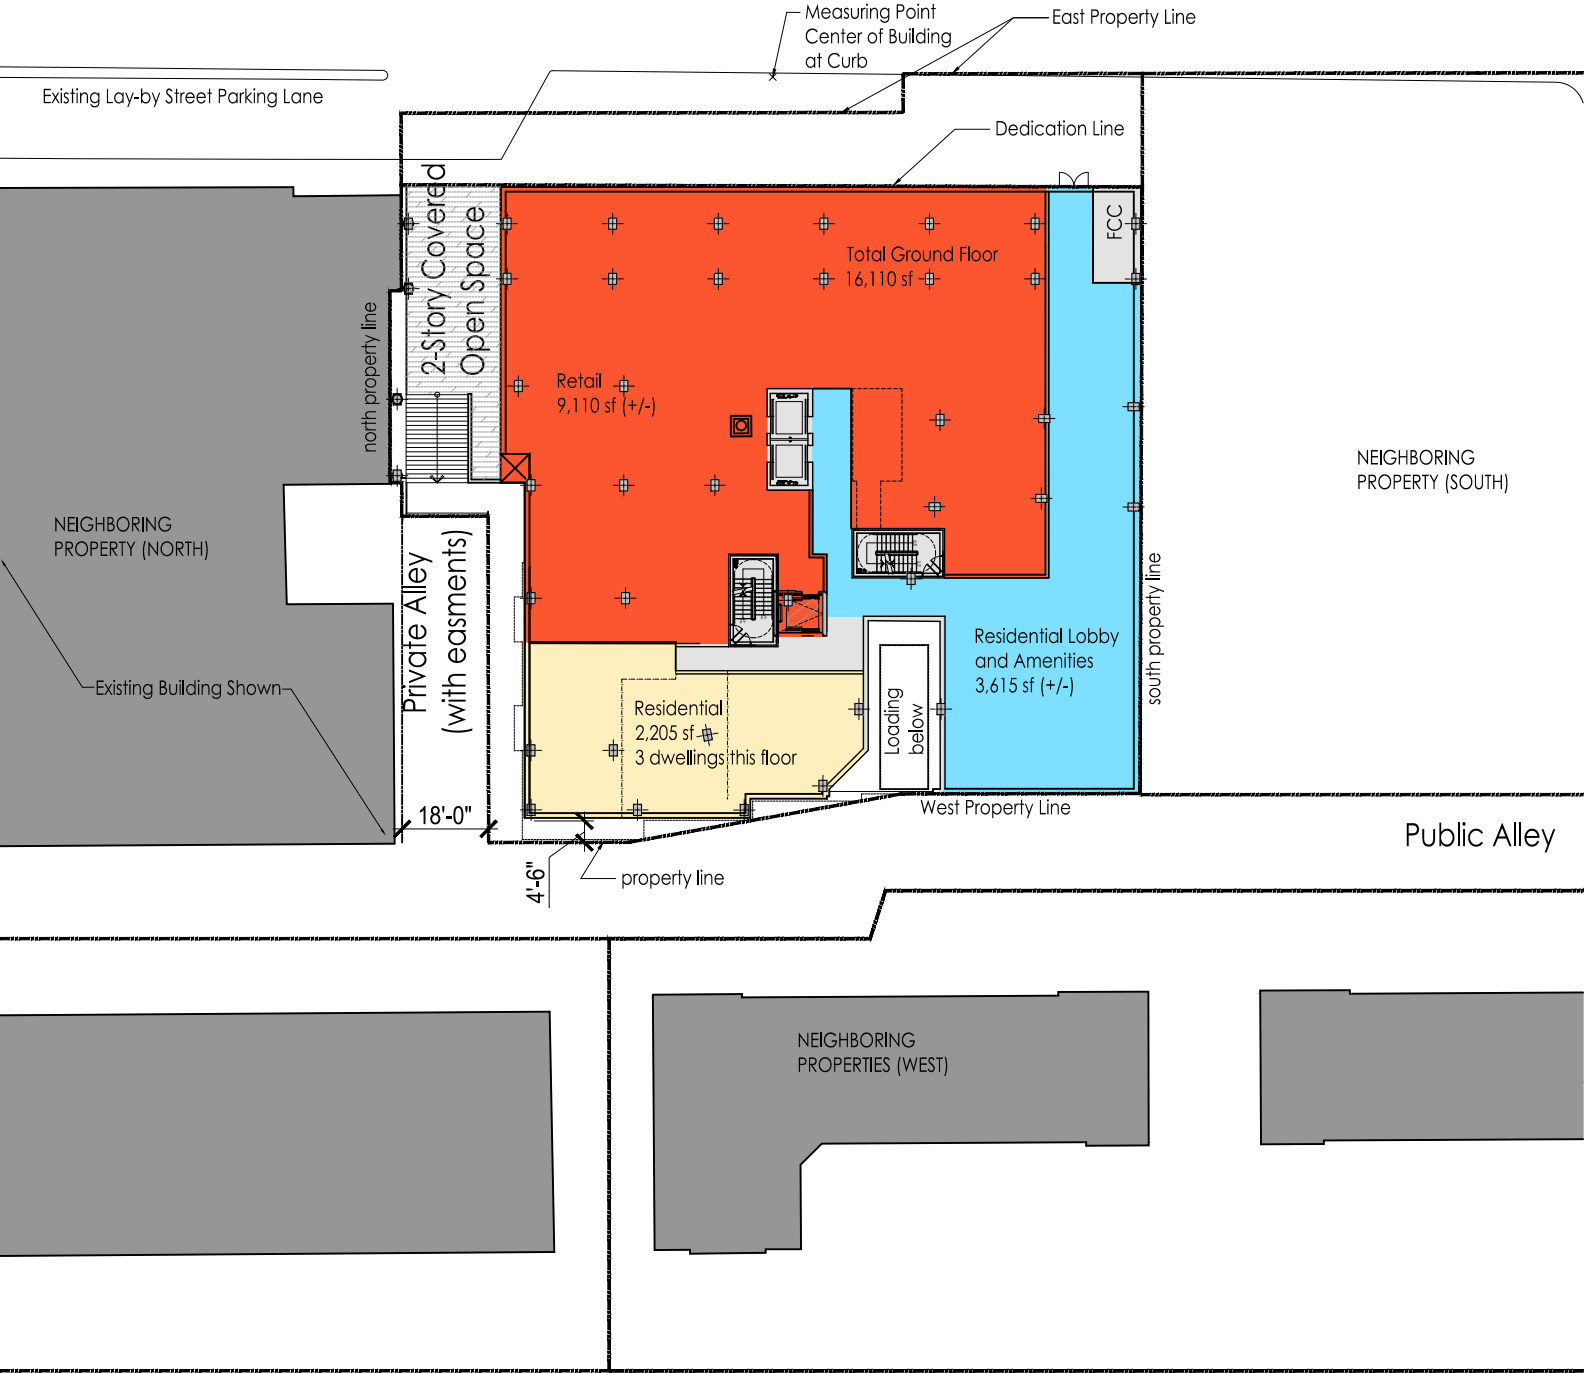 Measuring Point
Center of Building
at Curb
East Property Line
Existing Lay-by Street Parking Lane
Dedication Line
2-Story Covered
Open Space
FCC
Total Ground Floor
16,110 sf
north property line
Retail
9,110 sf (+/-)
NEIGHBORING
PROPERTY (SOUTH)
NEIGHBORING
PROPERTY (NORTH)
Private Alley
(with easments)
south property line
Residential Lobby
and Amenities
3,615 sf (+/-)
Existing Building Shown
Residential
2,205 sf
3 dwellings this floor
Loading
below
18'-0"
West Property Line
Public Alley
4'-6"
property line
NEIGHBORING
PROPERTIES (WEST)